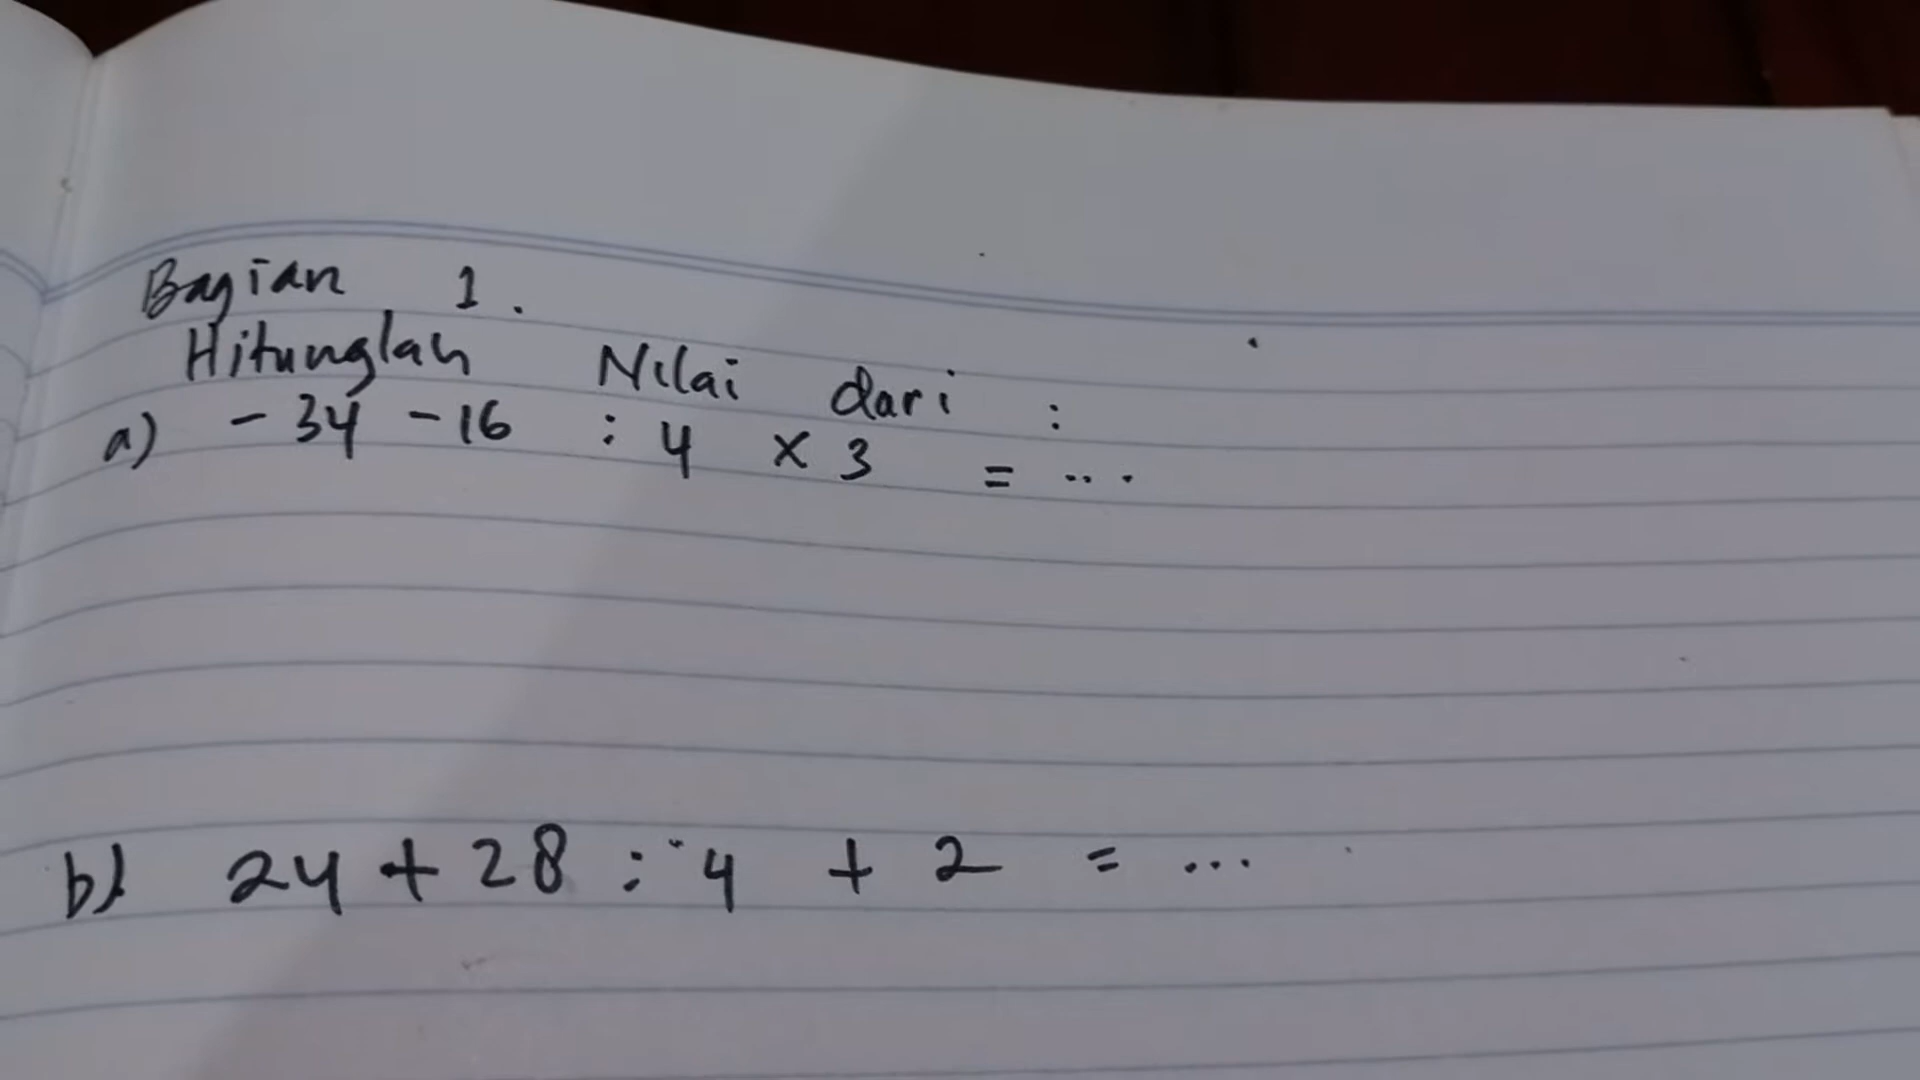 Bagian 1.
Hitunglah Nilai dari :
a) - 34 - 16 : 4 x 3 = ...
b) 24 + 28 : 4 + 2 = ...